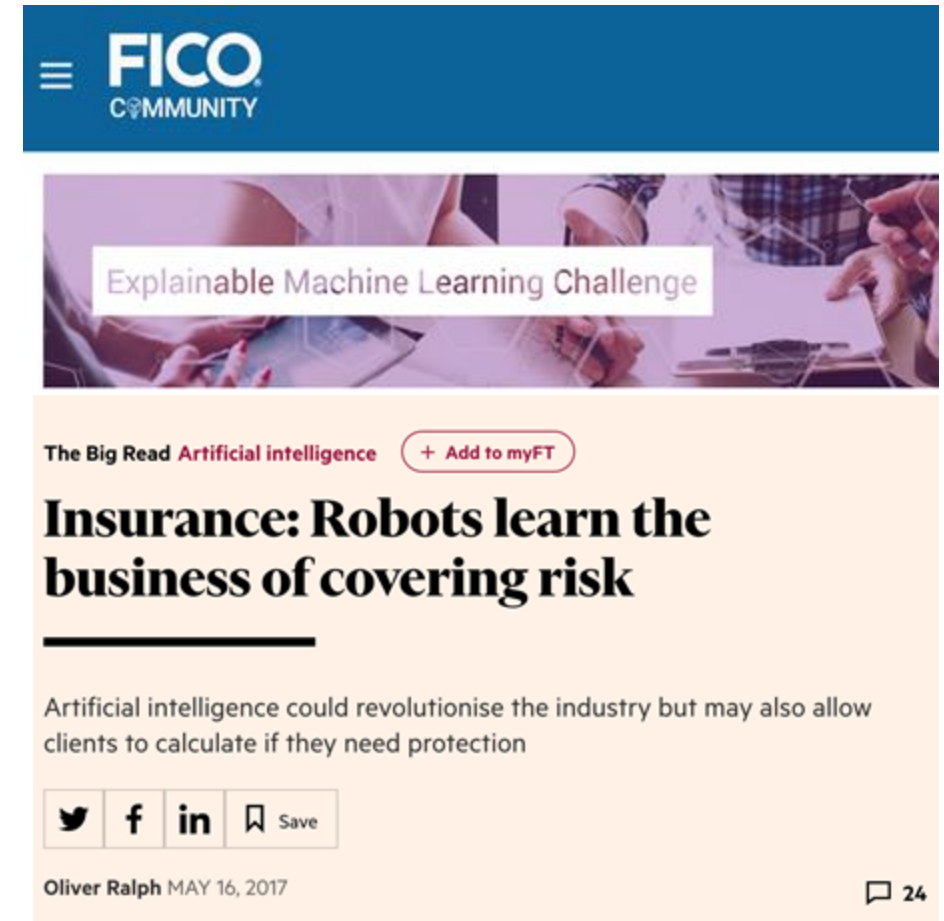 FICO
COMMUNITY
Explainable Machine Learning Challenge
The Big Read Artificial intelligence + Add to myFT
Insurance: Robots learn the
business of covering risk
Artificial intelligence could revolutionise the industry but may also allow
clients to calculate if they need protection
Save
Oliver Ralph MAY 16, 2017 24